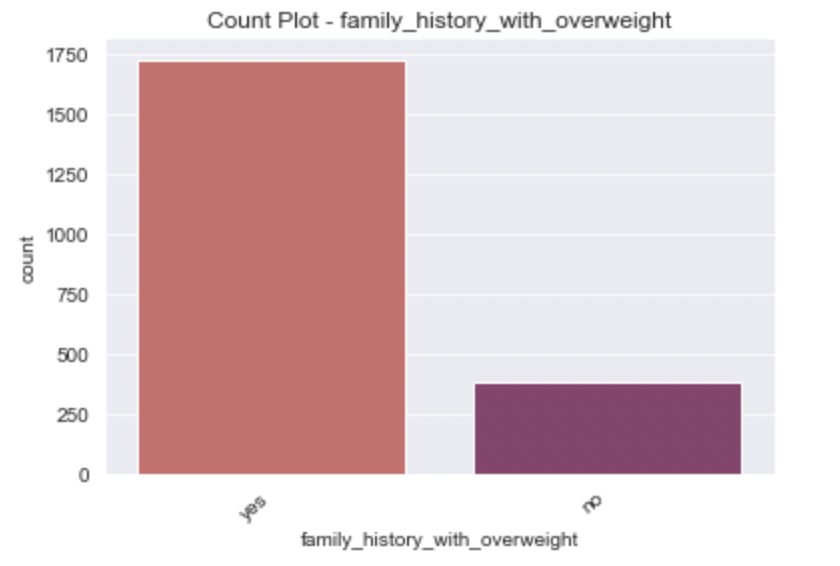 Count Plot - family_history_with_overweight
1750
1500
1250
1000
750
500
250
0
count
yes
no
family_history_with_overweight